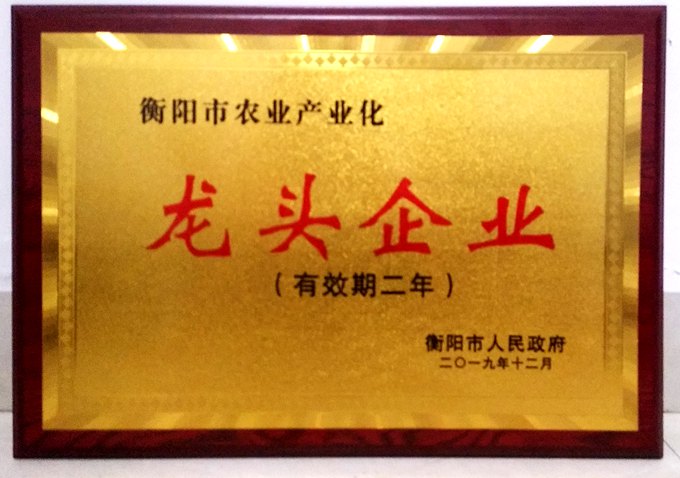 衡阳市农业产业化
龙头企业
（有效期二年）
衡阳市人民政府
二〇一九年十二月